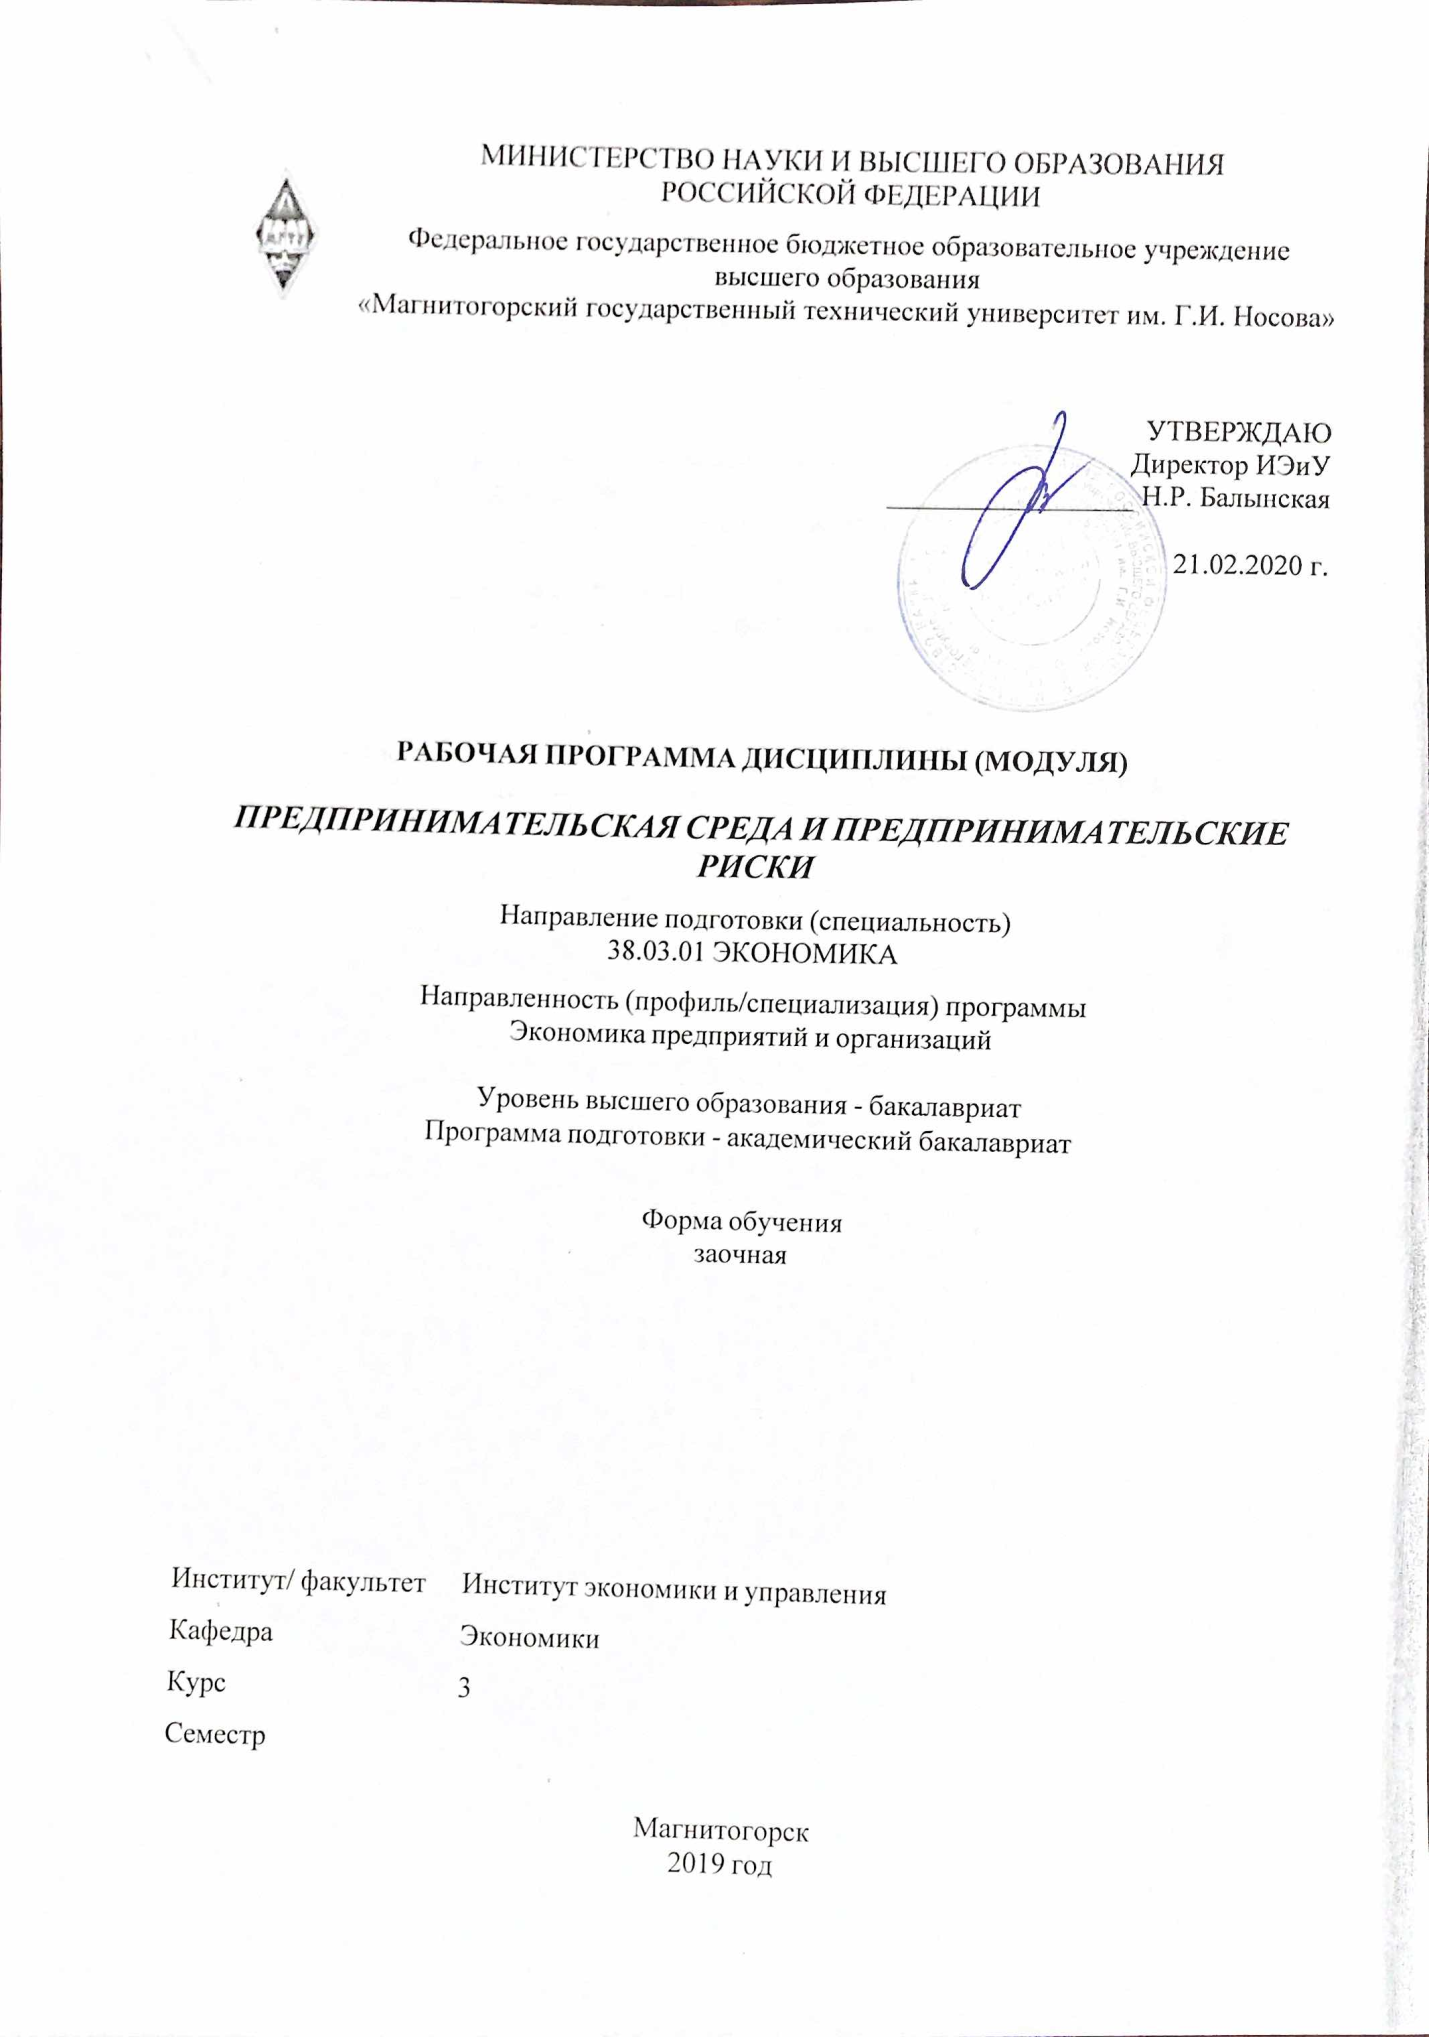 МИНИСТЕРСТВО НАУКИ И ВЫСШЕГО ОБРАЗОВАНИЯ
РОССИЙСКОЙ ФЕДЕРАЦИИ
Федеральное государственное бюджетное образовательное учреждение
высшего образования
«Магнитогорский государственный технический университет им. Г.И. Носова»
УТВЕРЖДАЮ
Директор ИЭиУ
Н.Р. Балынская
21.02.2020 г.
РАБОЧАЯ ПРОГРАММА ДИСЦИПЛИНЫ (МОДУЛЯ)
ПРЕДПРИНИМАТЕЛЬСКАЯ СРЕДА И ПРЕДПРИНИМАТЕЛЬСКИЕ
РИСКИ
Направление подготовки (специальность)
38.03.01 ЭКОНОМИКА
Направленность (профиль/специализация) программы
Экономика предприятий и организаций
Уровень высшего образования - бакалавриат
Программа подготовки - академический бакалавриат
Форма обучения
заочная
Институт/ факультет Институт экономики и управления
Кафедра Экономики
Курс 3
Семестр
Магнитогорск
2019 год